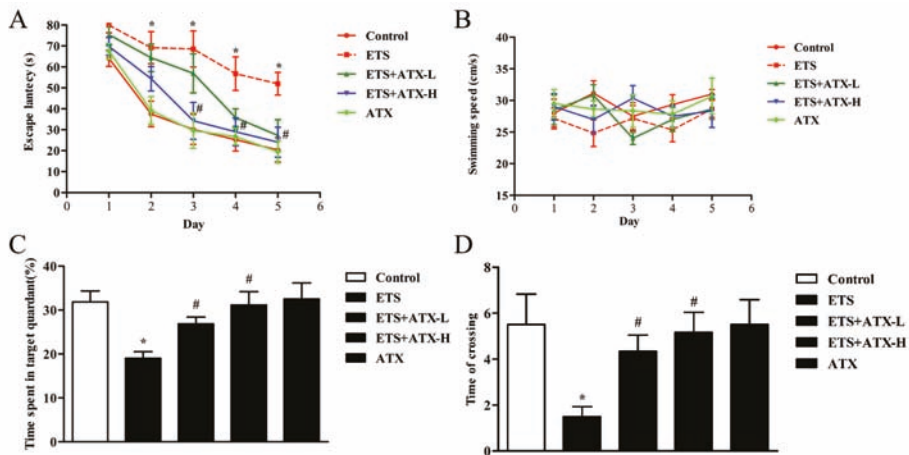 A
80
70
60
50
40
30
20
10
0
Escape lantecy (s)
0 1 2 3 4 5 6
Day
* * * *
*
#
#
#
Control
ETS
ETS+ATX-L
ETS+ATX-H
ATX
B
40
35
30
25
20
15
Swimming speed (cm/s)
0 1 2 3 4 5 6
Day
Control
ETS
ETS+ATX-L
ETS+ATX-H
ATX
C
40
30
20
10
0
Time spent in target quardant(%)
*
#
#
Control
ETS
ETS+ATX-L
ETS+ATX-H
ATX
D
6
4
2
0
Time of crossing
*
#
#
Control
ETS
ETS+ATX-L
ETS+ATX-H
ATX